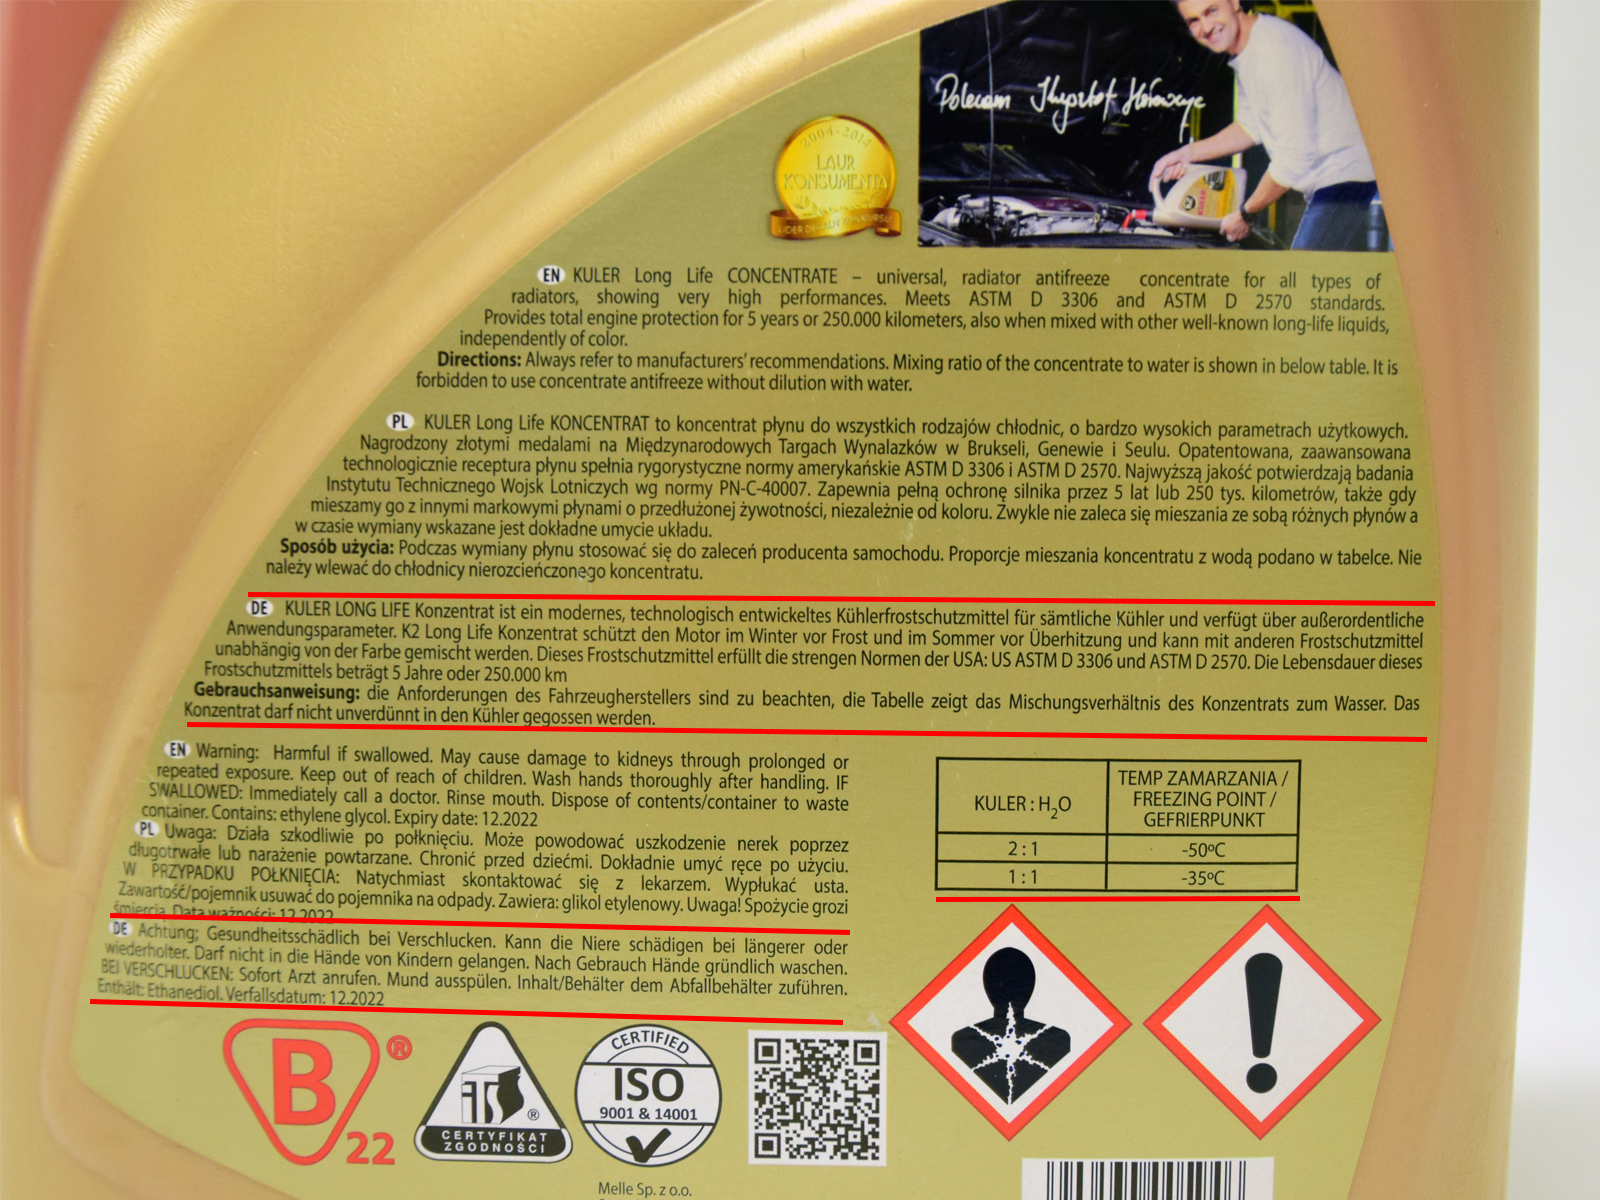 Polecam
2004-2014
LAUR
KONSUMENTA
EN KULER Long Life CONCENTRATE – universal, radiator antifreeze concentrate for all types of
radiators, showing very high performances. Meets ASTM D 3306 and ASTM D 2570 standards.
Provides total engine protection for 5 years or 250.000 kilometers, also when mixed with other well-known long-life liquids,
independently of color.
Directions: Always refer to manufacturers' recommendations. Mixing ratio of the concentrate to water is shown in below table. It is
forbidden to use concentrate antifreeze without dilution with water.
PL KULER Long Life KONCENTRAT to koncentrat płynu do wszystkich rodzajów chłodnic, o bardzo wysokich parametrach użytkowych.
Nagrodzony złotymi medalami na Międzynarodowych Targach Wynalazków w Brukseli, Genewie i Seulu. Opatentowana, zaawansowana
technologicznie receptura płynu spełnia rygorystyczne normy amerykańskie ASTM D 3306 i ASTM D 2570. Najwyższą jakość potwierdzają badania
Instytutu Technicznego Wojsk Lotniczych wg normy PN-C-40007. Zapewnia pełną ochronę silnika przez 5 lat lub 250 tys. kilometrów, także gdy
mieszamy go z innymi markowymi płynami o przedłużonej żywotności, niezależnie od koloru. Zwykle nie zaleca się mieszania ze sobą różnych płynów a
w czasie wymiany wskazane jest dokładne umycie układu.
Sposób użycia: Podczas wymiany płynu stosować się do zaleceń producenta samochodu. Proporcje mieszania koncentratu z wodą podano w tabelce. Nie
należy wlewać do chłodnicy nierozcieńczonego koncentratu.
DE KULER LONG LIFE Konzentrat ist ein modernes, technologisch entwickeltes Kühlerfrostschutzmittel für sämtliche Kühler und verfügt über außerordentliche
Anwendungsparameter. K2 Long Life Konzentrat schützt den Motor im Winter vor Frost und im Sommer vor Überhitzung und kann mit anderen Frostschutzmittel
unabhängig von der Farbe gemischt werden. Dieses Frostschutzmittel erfüllt die strengen Normen der USA: US ASTM D 3306 und ASTM D 2570. Die Lebensdauer dieses
Frostschutzmittels beträgt 5 Jahre oder 250.000 km
Gebrauchsanweisung: die Anforderungen des Fahrzeugherstellers sind zu beachten, die Tabelle zeigt das Mischungsverhältnis des Konzentrats zum Wasser. Das
Konzentrat darf nicht unverdünnt in den Kühler gegossen werden.
EN Warning: Harmful if swallowed. May cause damage to kidneys through prolonged or
repeated exposure. Keep out of reach of children. Wash hands thoroughly after handling. IF
SWALLOWED: Immediately call a doctor. Rinse mouth. Dispose of contents/container to waste
container. Contains: ethylene glycol. Expiry date: 12.2022
PL Uwaga: Działa szkodliwie po połknięciu. Może powodować uszkodzenie nerek poprzez
długotrwałe lub narażenie powtarzane. Chronić przed dziećmi. Dokładnie umyć ręce po użyciu.
W PRZYPADKU POŁKNIĘCIA: Natychmiast skontaktować się z lekarzem. Wypłukać usta.
Zawartość/pojemnik usuwać do pojemnika na odpady. Zawiera: glikol etylenowy. Uwaga! Spożycie grozi
śmiercią. Data ważności: 12.2022
DE Achtung; Gesundheitsschädlich bei Verschlucken. Kann die Niere schädigen bei längerer oder
wiederholter. Darf nicht in die Hände von Kindern gelangen. Nach Gebrauch Hände gründlich waschen.
BEI VERSCHLUCKEN: Sofort Arzt anrufen. Mund ausspülen. Inhalt/Behälter dem Abfallbehälter zuführen.
Enthält: Ethanediol. Verfallsdatum: 12.2022
KULER : H₂O
TEMP ZAMARZANIA /
FREEZING POINT /
GEFRIERPUNKT
2 : 1 -50ºC
1 : 1 -35ºC
B ® 22
®
CERTYFIKAT
ZGODNOŚCI
CERTIFIED
ISO
9001 & 14001
Melle Sp. z o.o.